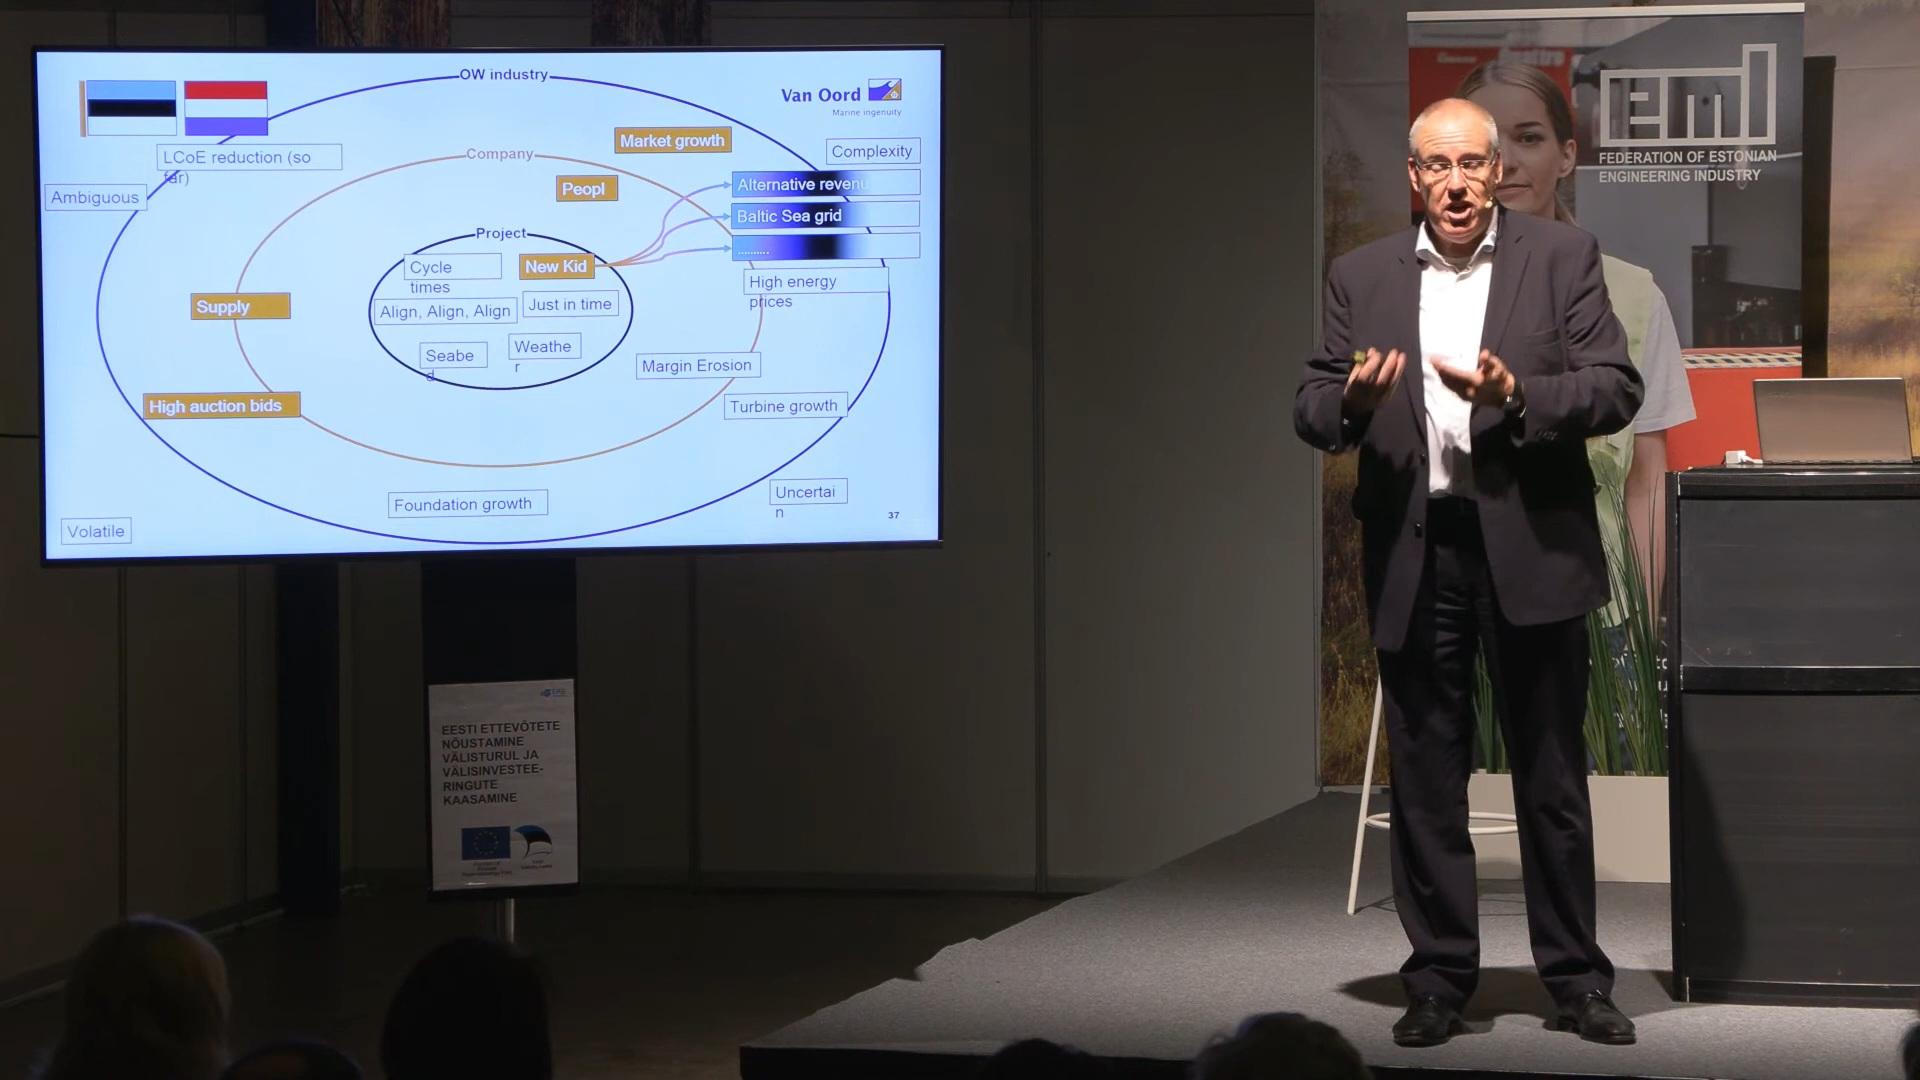 OW industry
Van Oord
Marine ingenuity
Market growth
Complexity
LCoE reduction (so
far)
Company
Ambiguous
Peopl
Alternative revenu
Baltic Sea grid
..........
Project
Cycle
times
New Kid
High energy
prices
Supply
Align, Align, Align
Just in time
Seabe
d
Weathe
r
Margin Erosion
High auction bids
Turbine growth
Foundation growth
Uncertai
n
37
Volatile
eml
FEDERATION OF ESTONIAN
ENGINEERING INDUSTRY
EESTI ETTEVÕTETE
NÕUSTAMINE
VÄLISTURUL JA
VÄLISINVESTEE-
RINGUTE
KAASAMINE